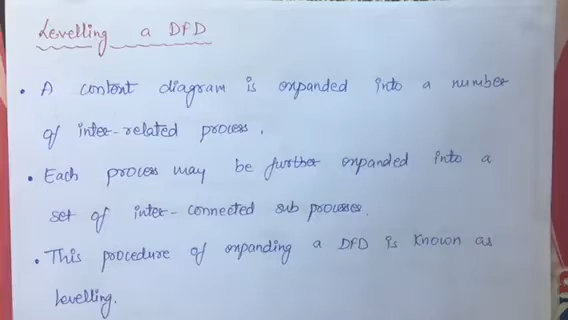 Levelling a DFD
• A context diagram is expanded into a number
of inter-related process.
• Each process may be further expanded into a
set of inter-connected sub processes.
• This procedure of expanding a DFD is known as
levelling.